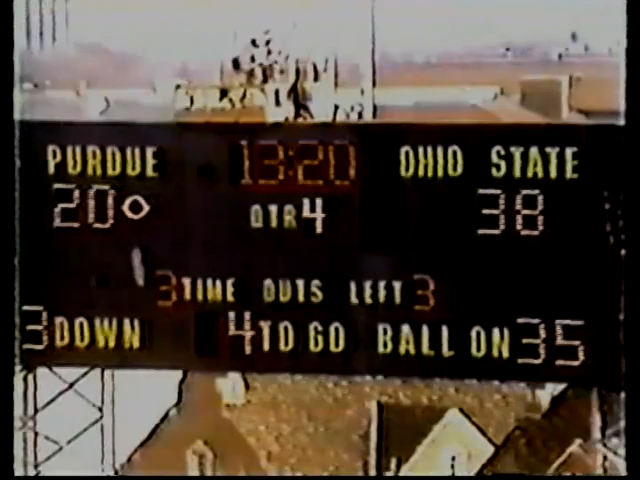 PURDUE 13:20 OHIO STATE
20 QTR 4 38
3 TIME OUTS LEFT 3
3 DOWN 4 TO GO BALL ON 35